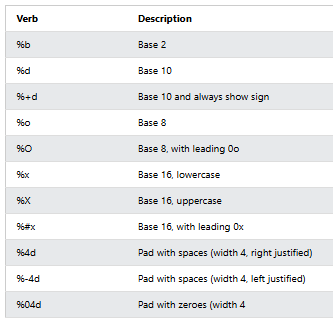 Verb Description
%b Base 2
%d Base 10
%+d Base 10 and always show sign
%o Base 8
%O Base 8, with leading 0o
%x Base 16, lowercase
%X Base 16, uppercase
%#x Base 16, with leading 0x
%4d Pad with spaces (width 4, right justified)
%-4d Pad with spaces (width 4, left justified)
%04d Pad with zeroes (width 4